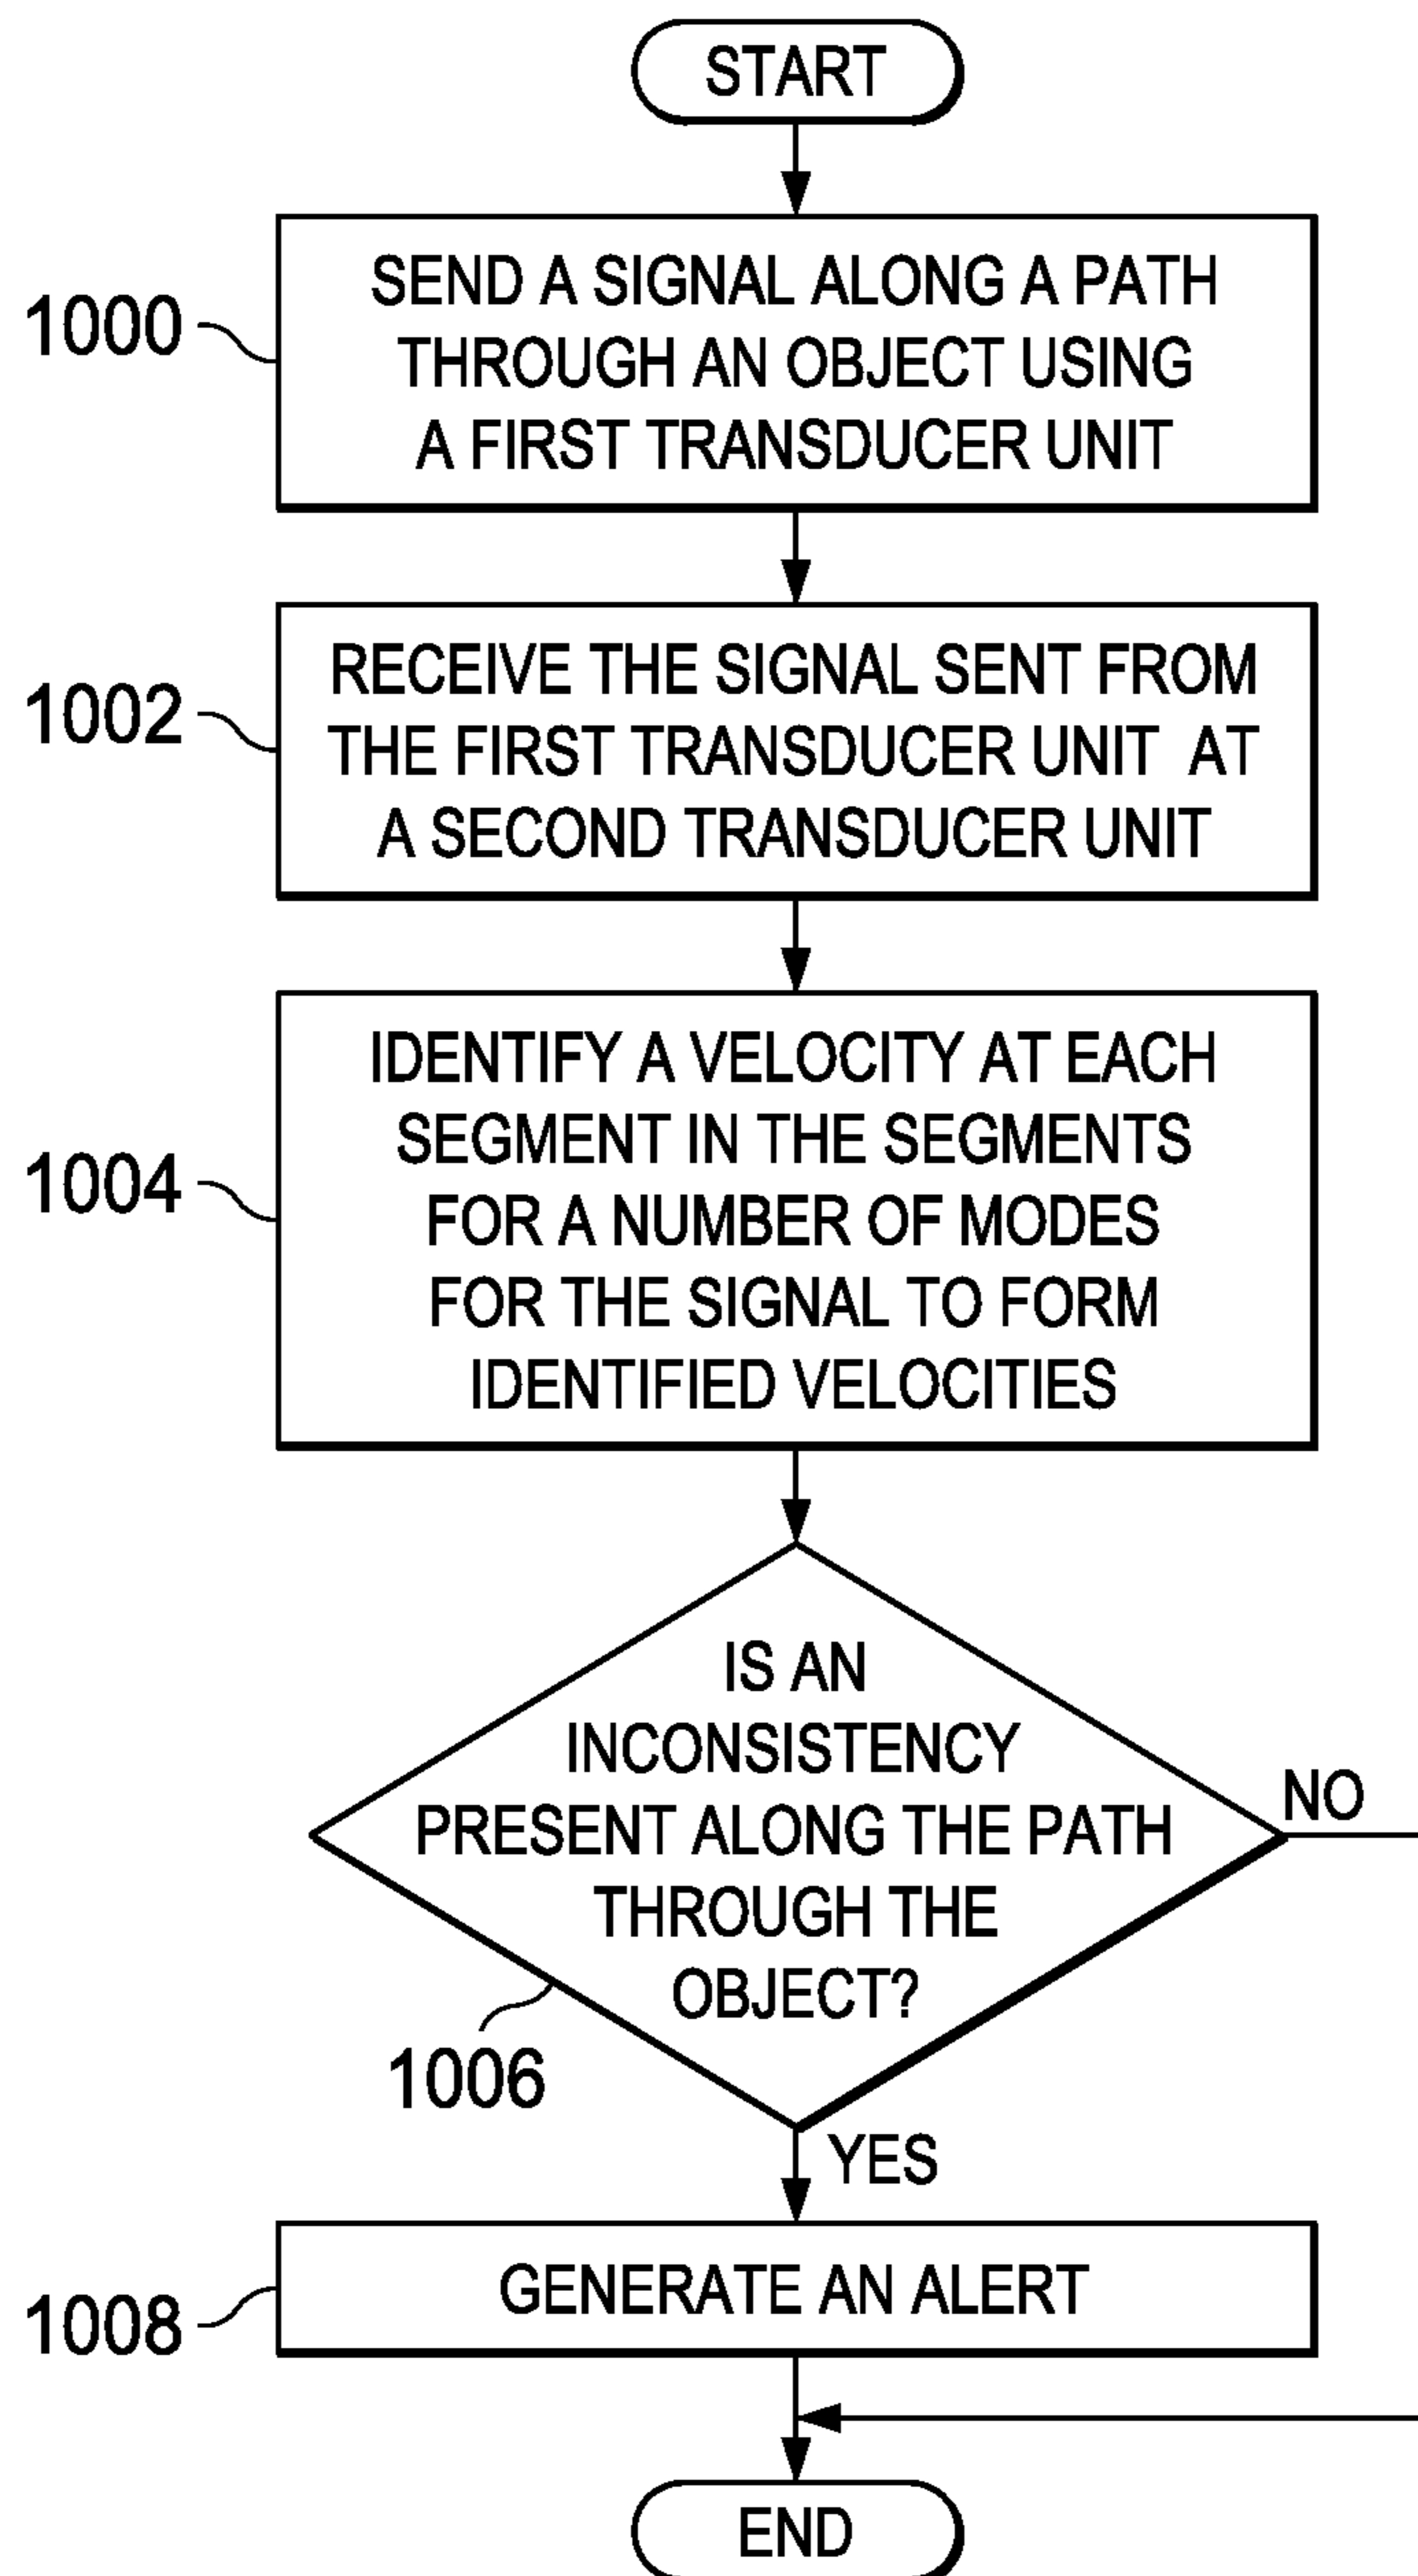 START
1000
SEND A SIGNAL ALONG A PATH
THROUGH AN OBJECT USING
A FIRST TRANSDUCER UNIT
1002
RECEIVE THE SIGNAL SENT FROM
THE FIRST TRANSDUCER UNIT AT
A SECOND TRANSDUCER UNIT
1004
IDENTIFY A VELOCITY AT EACH
SEGMENT IN THE SEGMENTS
FOR A NUMBER OF MODES
FOR THE SIGNAL TO FORM
IDENTIFIED VELOCITIES
IS AN
INCONSISTENCY
PRESENT ALONG THE PATH
THROUGH THE
OBJECT?
NO
1006
YES
1008
GENERATE AN ALERT
END